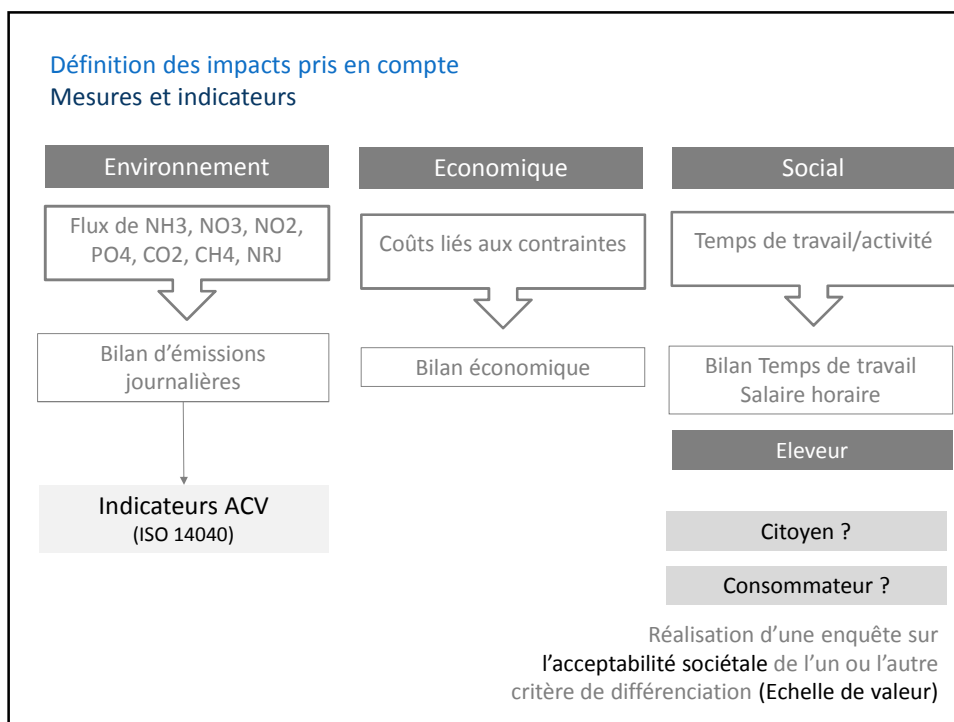 Définition des impacts pris en compte
Mesures et indicateurs
Environnement
Flux de NH3, NO3, NO2,
PO4, CO2, CH4, NRJ
Bilan d’émissions
journalières
Indicateurs ACV
(ISO 14040)
Economique
Coûts liés aux contraintes
Bilan économique
Social
Temps de travail/activité
Bilan Temps de travail
Salaire horaire
Eleveur
Citoyen ?
Consommateur ?
Réalisation d’une enquête sur
l’acceptabilité sociétale de l’un ou l’autre
critère de différenciation (Echelle de valeur)